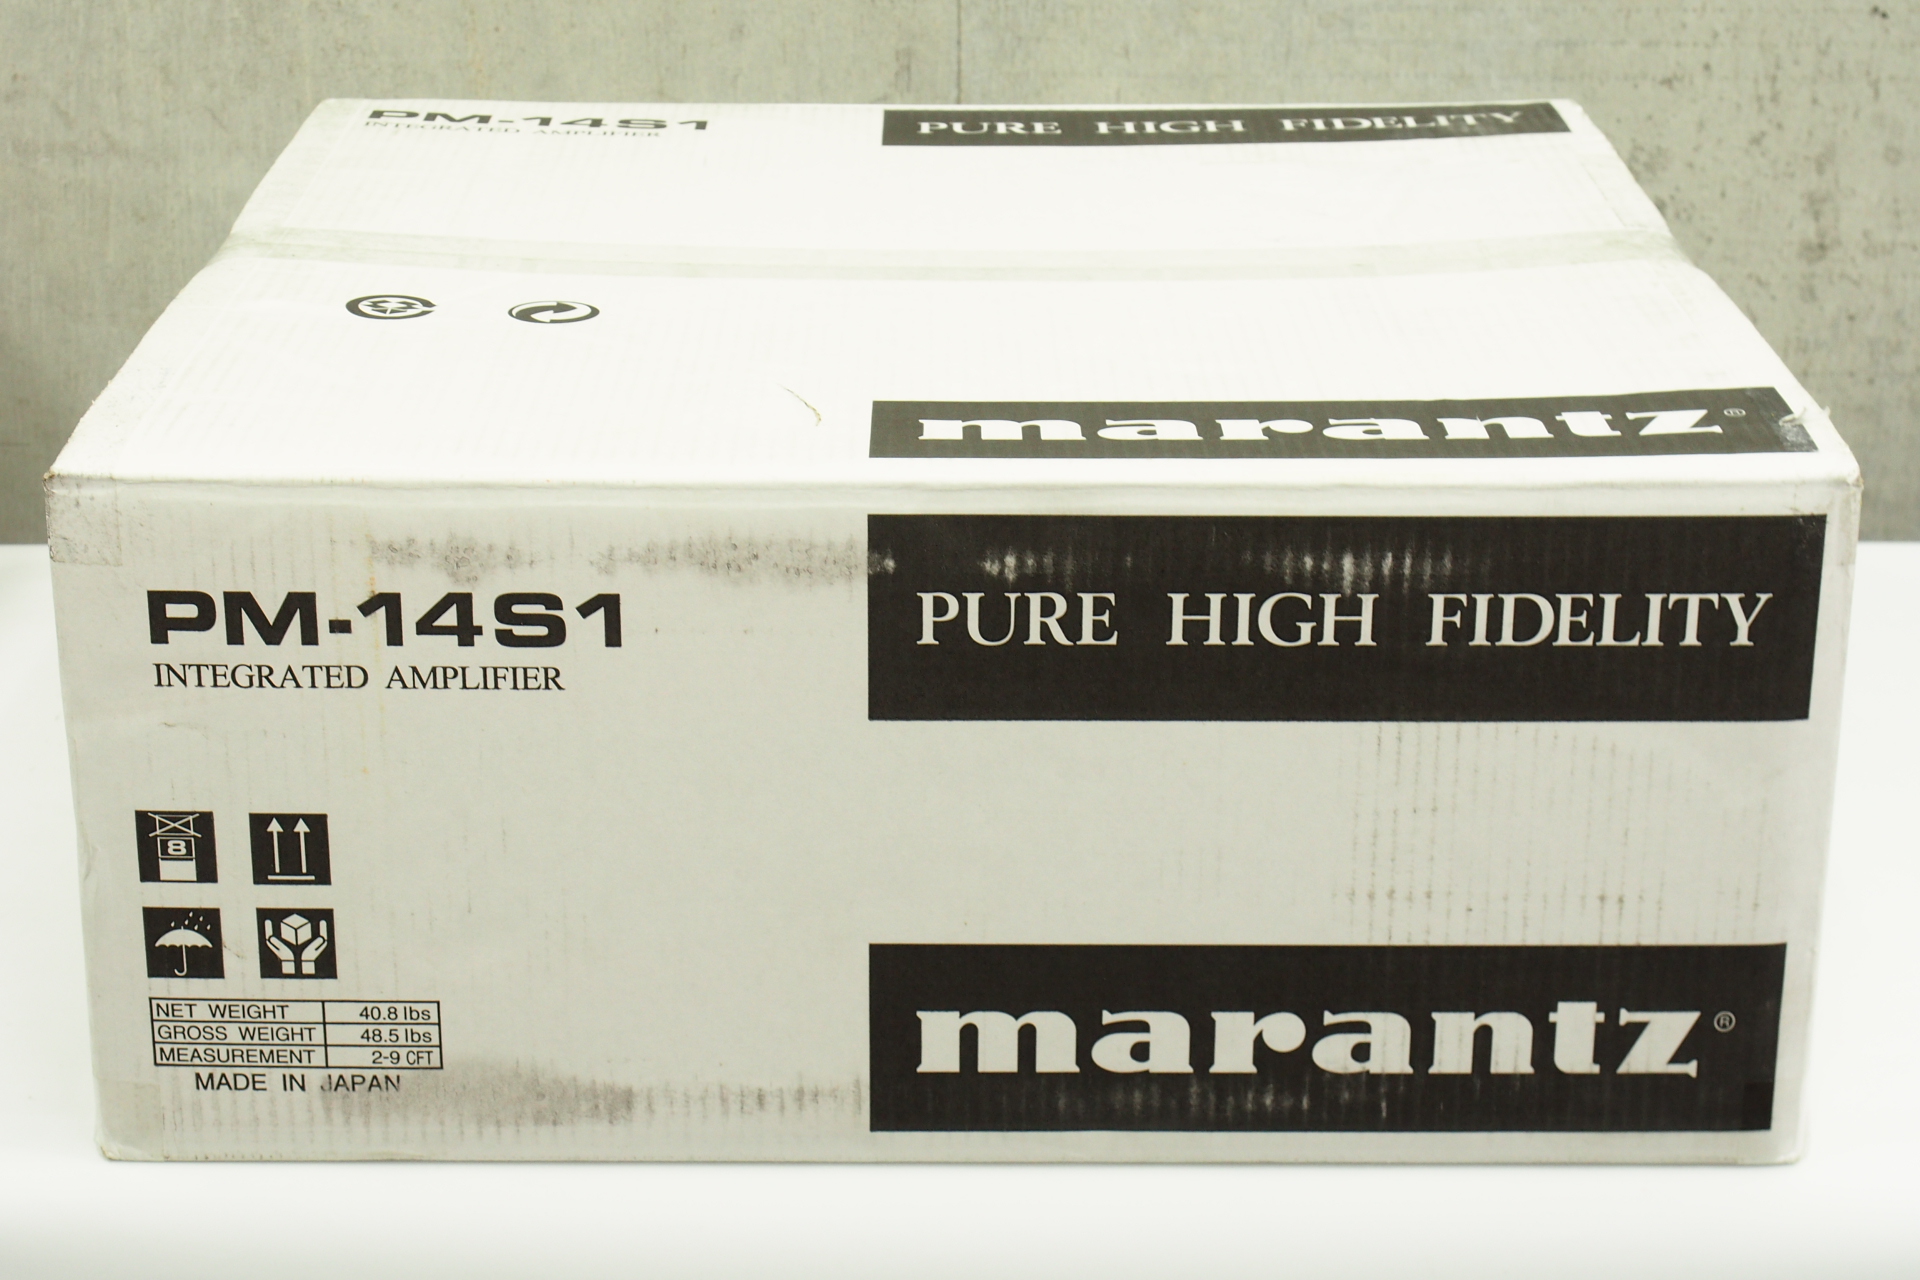 PM-14S1
INTEGRATED AMPLIFIER
PURE HIGH FIDELITY
marantz®
PM-14S1
INTEGRATED AMPLIFIER
PURE HIGH FIDELITY
8
NET WEIGHT 40.8 lbs
GROSS WEIGHT 48.5 lbs
MEASUREMENT 2-9 CFT
MADE IN JAPAN
marantz®